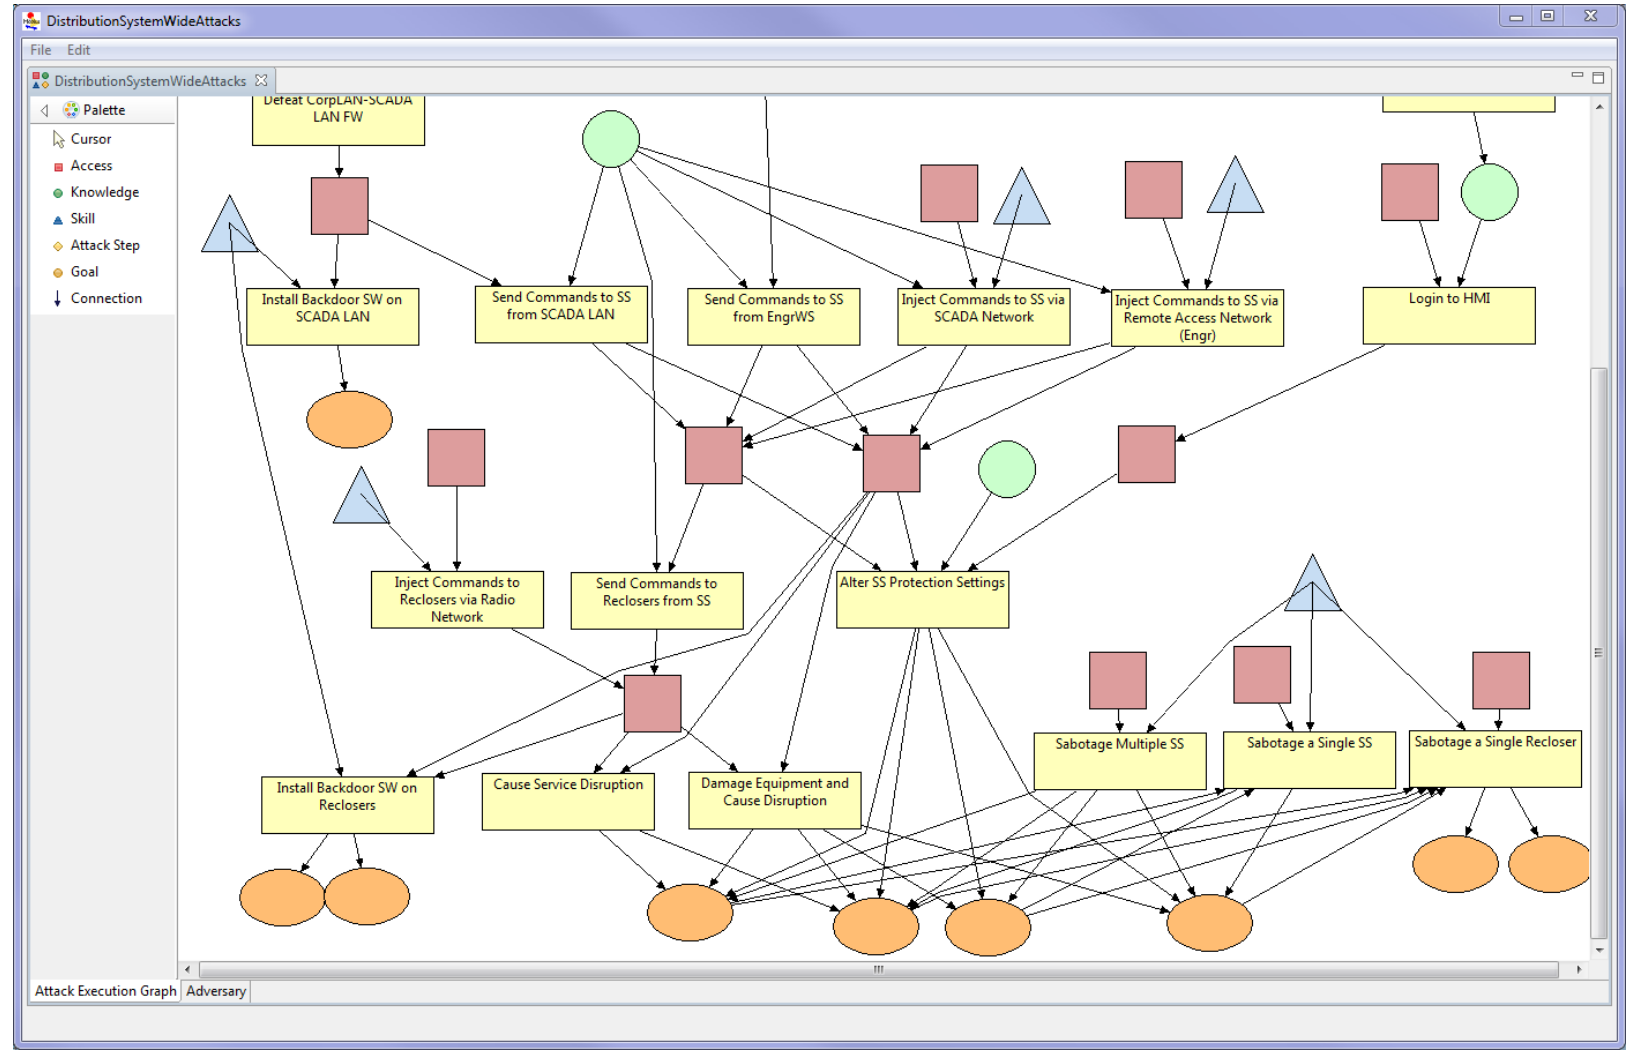 DistributionSystemWideAttacks
File Edit
DistributionSystemWideAttacks
Palette
Cursor
Access
Knowledge
Skill
Attack Step
Goal
Connection
Defeat CorpLAN-SCADA
LAN FW
Install Backdoor SW on
SCADA LAN
Send Commands to SS
from SCADA LAN
Send Commands to SS
from EngrWS
Inject Commands to SS via
SCADA Network
Inject Commands to SS via
Remote Access Network
(Engr)
Login to HMI
Inject Commands to
Reclosers via Radio
Network
Send Commands to
Reclosers from SS
Alter SS Protection Settings
Sabotage Multiple SS
Sabotage a Single SS
Sabotage a Single Recloser
Install Backdoor SW on
Reclosers
Cause Service Disruption
Damage Equipment and
Cause Disruption
Attack Execution Graph
Adversary